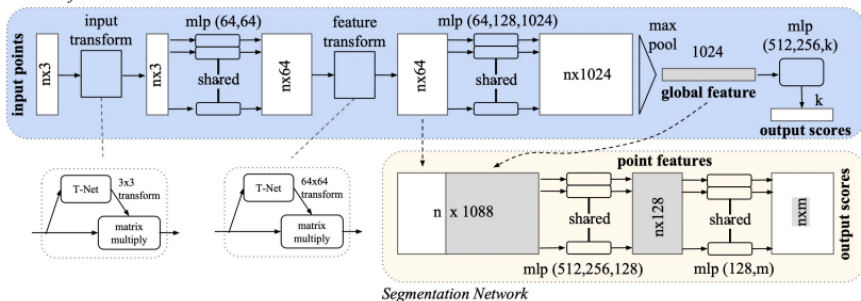 input points
nx3
input
transform
nx3
mlp (64,64)
shared
nx64
feature
transform
nx64
mlp (64,128,1024)
shared
nx1024
max
pool
1024
global feature
mlp
(512,256,k)
k
output scores
T-Net
3x3
transform
matrix
multiply
T-Net
64x64
transform
matrix
multiply
point features
n x 1088
shared
mlp (512,256,128)
nx128
shared
mlp (128,m)
nxm
output scores
Segmentation Network